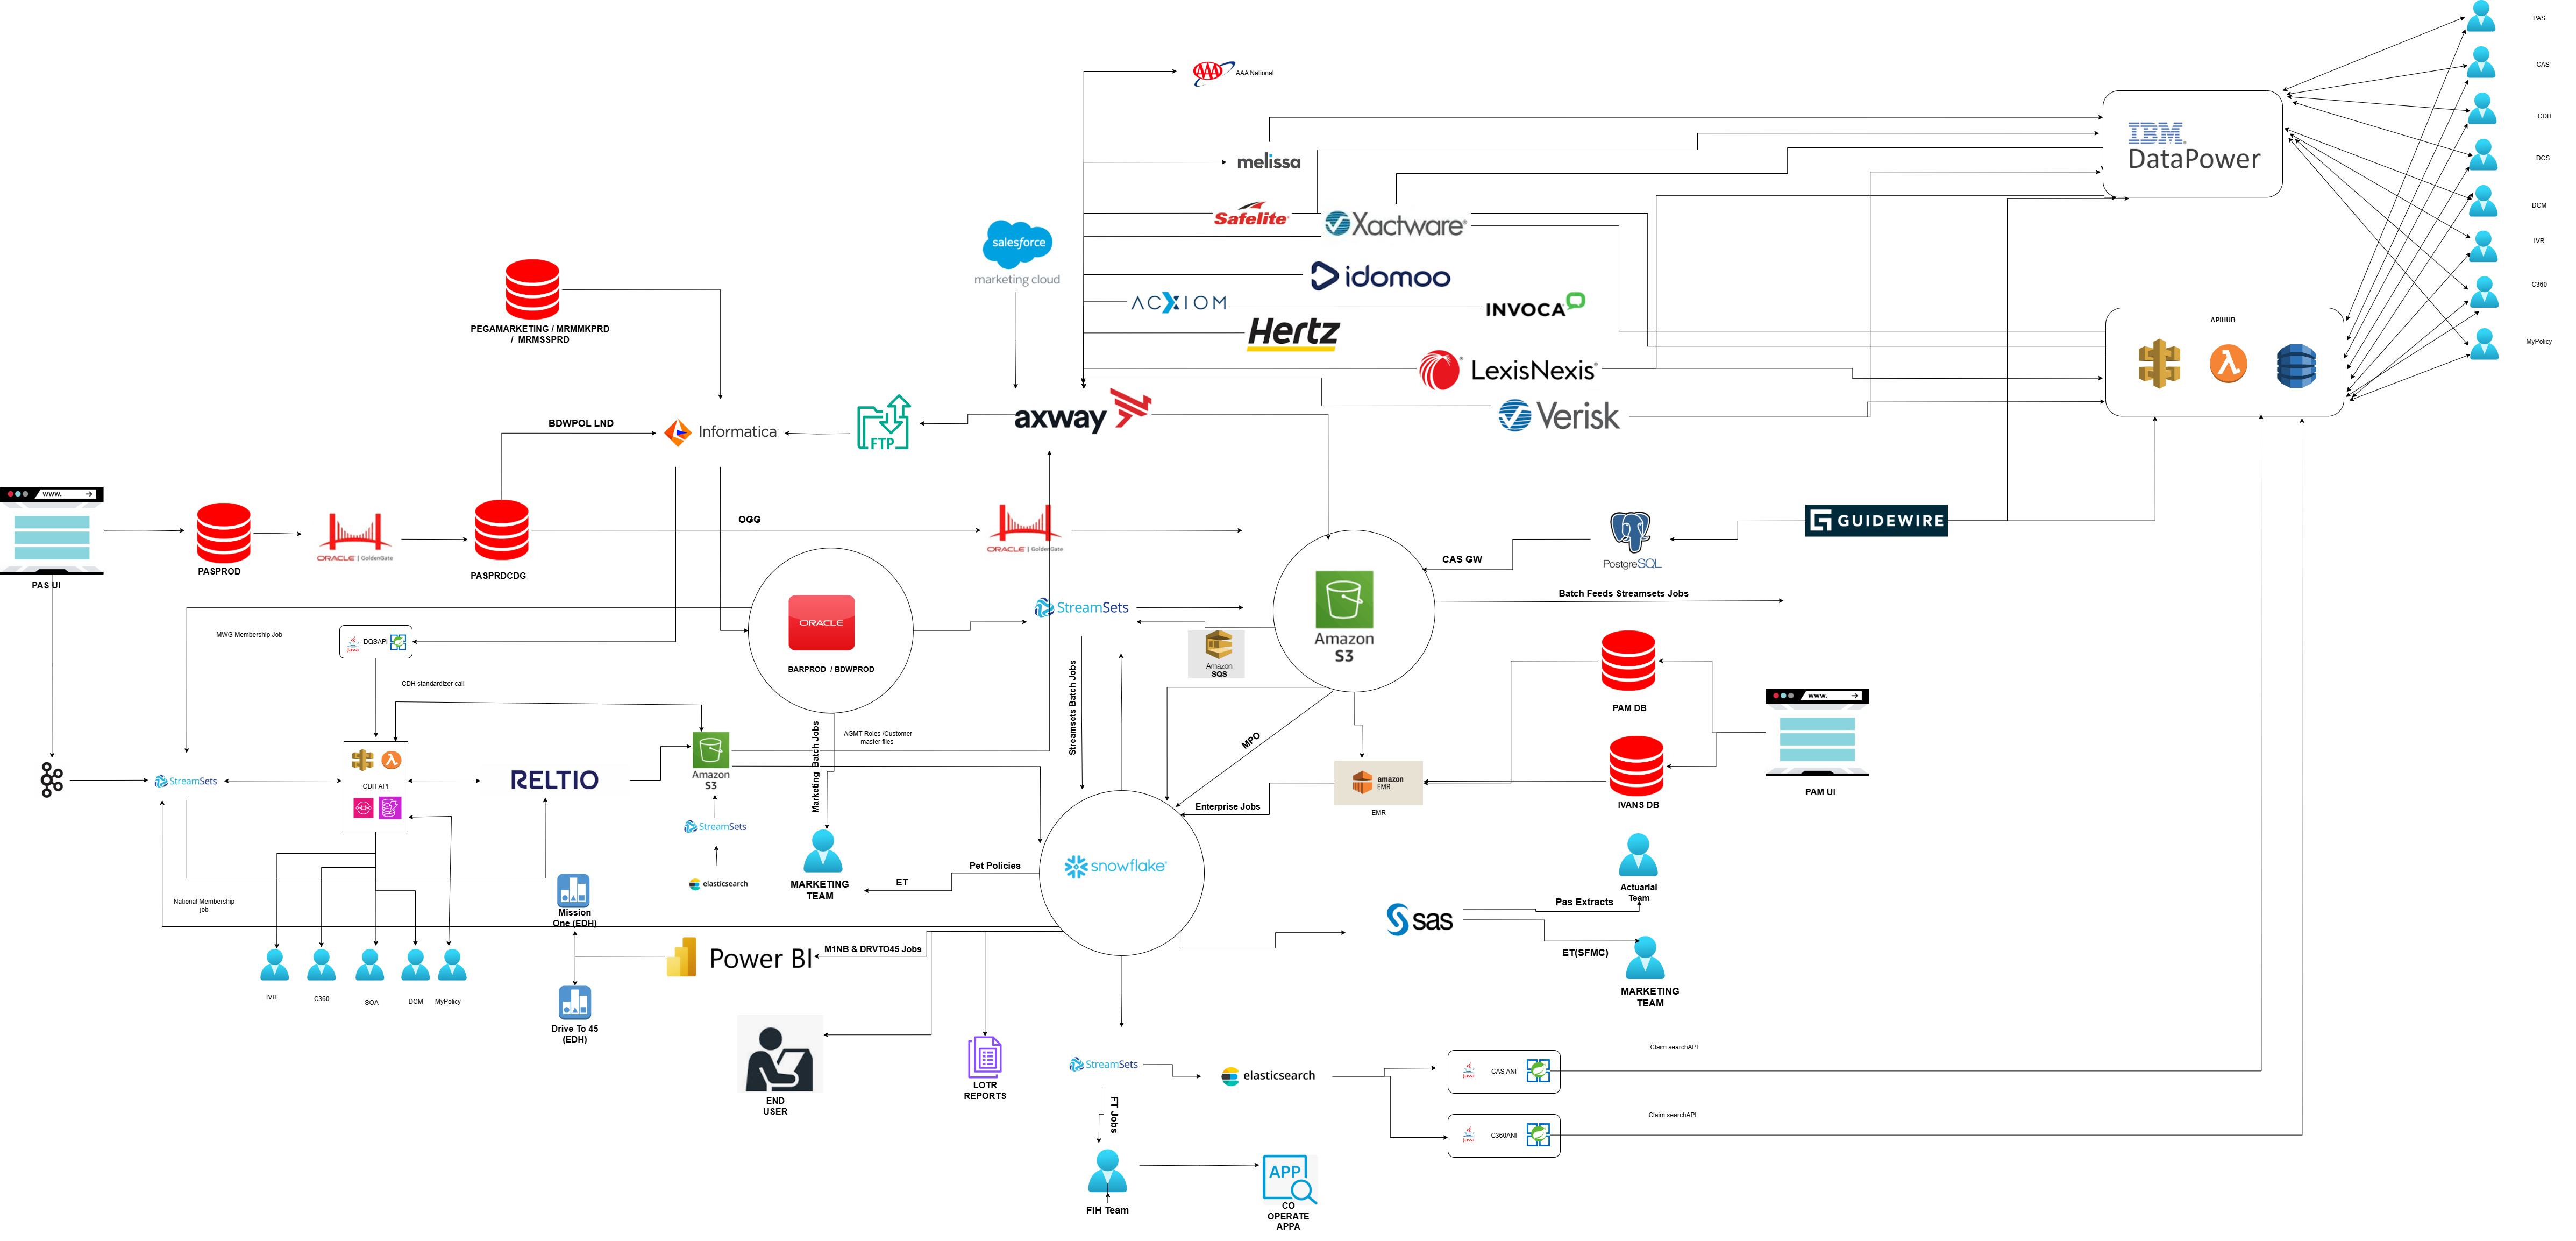 PAS
AAA
AAA National
CAS
CDH
IBM.
DataPower
melissa
DCS
DCM
Safelite
Xactware
salesforce
marketing cloud
IVR
idomoo
C360
ACXIOM
INVOCA
PEGAMARKETING / MRMMKPRD
/ MRMSSPRD
APIHUB
Hertz
MyPolicy
LexisNexis
axway
Verisk
BDWPOL LND
Informatica
FTP
www.
PAS UI
PASPROD
ORACLE | GoldenGate
PASPRDCDG
OGG
ORACLE | GoldenGate
GUIDEWIRE
CAS GW
PostgreSQL
Batch Feeds Streamsets Jobs
ORACLE
BARPROD / BDWPROD
StreamSets
Amazon
S3
MWG Membership Job
Java
DQSAPI
Amazon
SQS
CDH standardizer call
Streamsets Batch Jobs
Marketing Batch Jobs
AGMT Roles /Customer
master files
PAM DB
www.
PAM UI
MPO
StreamSets
CDH API
RELTIO
Amazon
S3
amazon
EMR
EMR
Enterprise Jobs
IVANS DB
StreamSets
elasticsearch
MARKETING
TEAM
Pet Policies
ET
snowflake
Actuarial
Team
Pas Extracts
National Membership
job
Mission
One (EDH)
sas
ET(SFMC)
Power BI
M1NB & DRVTO45 Jobs
MARKETING
TEAM
IVR
C360
SOA
DCM
MyPolicy
Drive To 45
(EDH)
END
USER
LOTR
REPORTS
StreamSets
elasticsearch
Claim searchAPI
Java
CAS ANI
FT Jobs
Claim searchAPI
Java
C360ANI
APP
FIH Team
CO
OPERATE
APPA